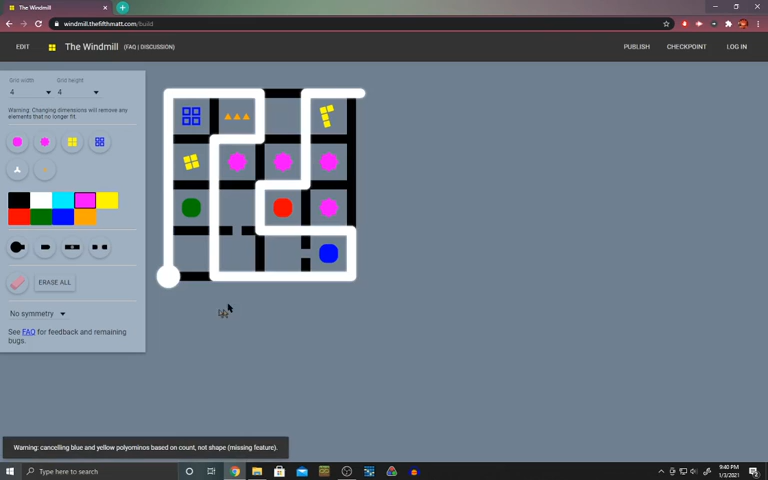 The Windmill
windmill.thefifthmatt.com/build
EDIT
The Windmill
(FAQ | DISCUSSION)
PUBLISH
CHECKPOINT
LOG IN
Grid width
Grid height
4
4
Warning: Changing dimensions will remove any
elements that no longer fit.
ERASE ALL
No symmetry
See FAQ for feedback and remaining
bugs.
Warning: cancelling blue and yellow polyominos based on count, not shape (missing feature).
Type here to search
9:40 PM
1/3/2021